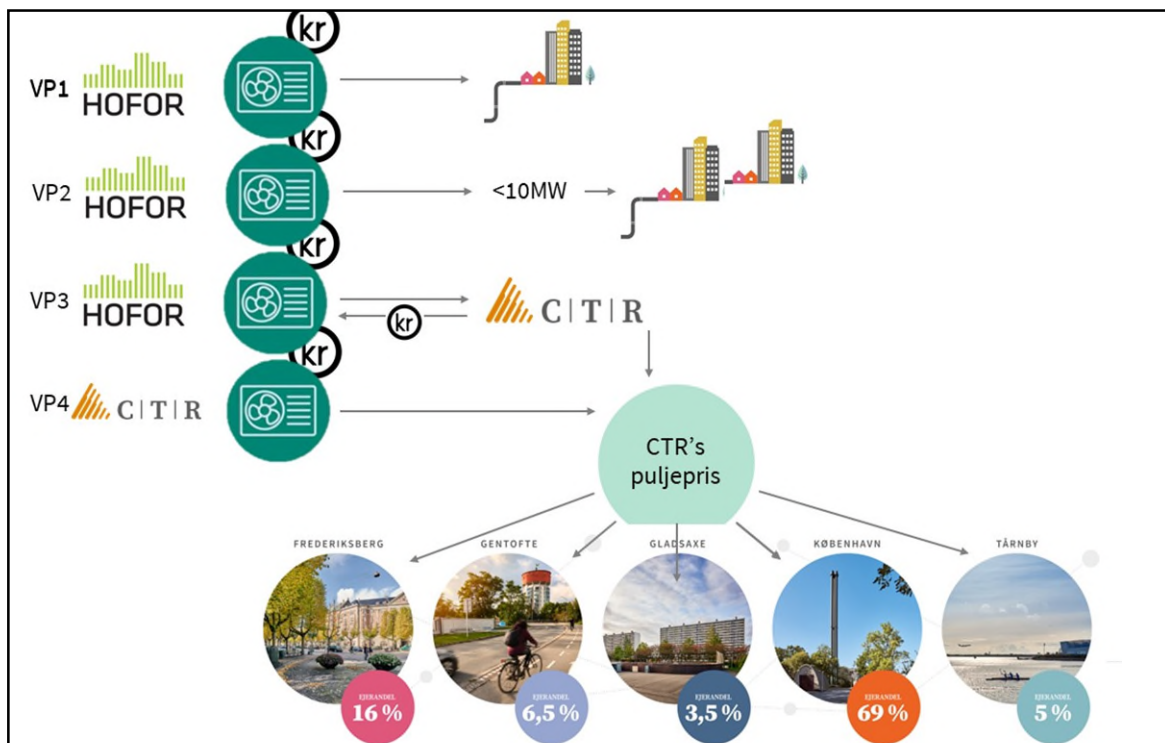 kr
VP1
HOFOR
kr
VP2
HOFOR
<10MW
kr
VP3
HOFOR
kr
C|T|R
kr
VP4
C|T|R
CTR’s
puljepris
FREDERIKSBERG
GENTOFTE
GLADSAXE
KØBENHAVN
TÅRNBY
EJERANDEL
16 %
EJERANDEL
6,5 %
EJERANDEL
3,5 %
EJERANDEL
69 %
EJERANDEL
5 %